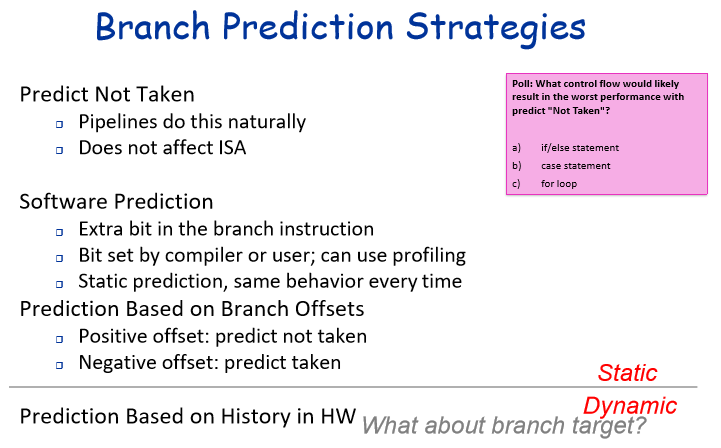 Branch Prediction Strategies
Poll: What control flow would likely
result in the worst performance with
predict "Not Taken"?
a) if/else statement
b) case statement
c) for loop
Predict Not Taken
Pipelines do this naturally
Does not affect ISA
Software Prediction
Extra bit in the branch instruction
Bit set by compiler or user; can use profiling
Static prediction, same behavior every time
Prediction Based on Branch Offsets
Positive offset: predict not taken
Negative offset: predict taken
Static
Dynamic
Prediction Based on History in HW
What about branch target?